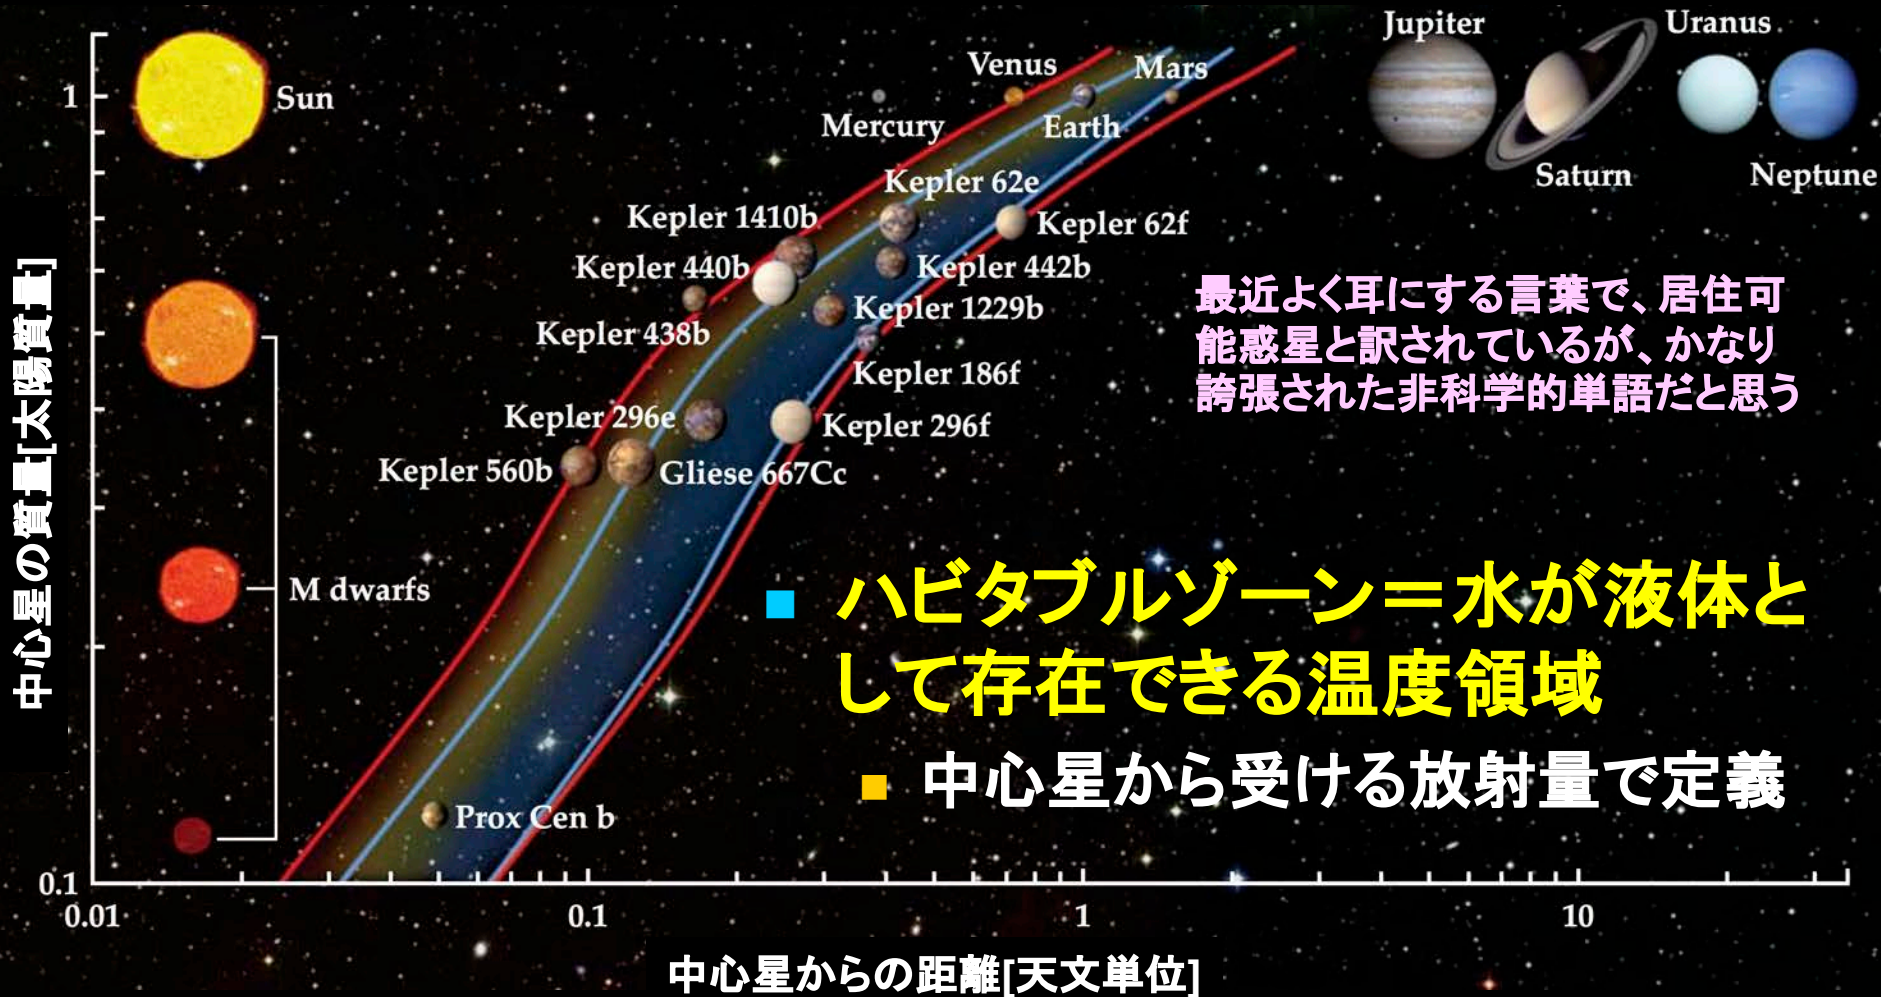 Jupiter
Uranus
Venus
Mars
1
Sun
Mercury
Earth
Saturn
Neptune
Kepler 62e
Kepler 1410b
Kepler 62f
Kepler 440b
Kepler 442b
最近よく耳にする言葉で、居住可
能惑星と訳されているが、かなり
誇張された非科学的単語だと思う
Kepler 1229b
Kepler 438b
Kepler 186f
Kepler 296e
Kepler 296f
Kepler 560b
Gliese 667Cc
中心星の質量[太陽質量]
M dwarfs
ハビタブルゾーン＝水が液体と
して存在できる温度領域
中心星から受ける放射量で定義
Prox Cen b
0.1
0.01
0.1
1
10
中心星からの距離[天文単位]